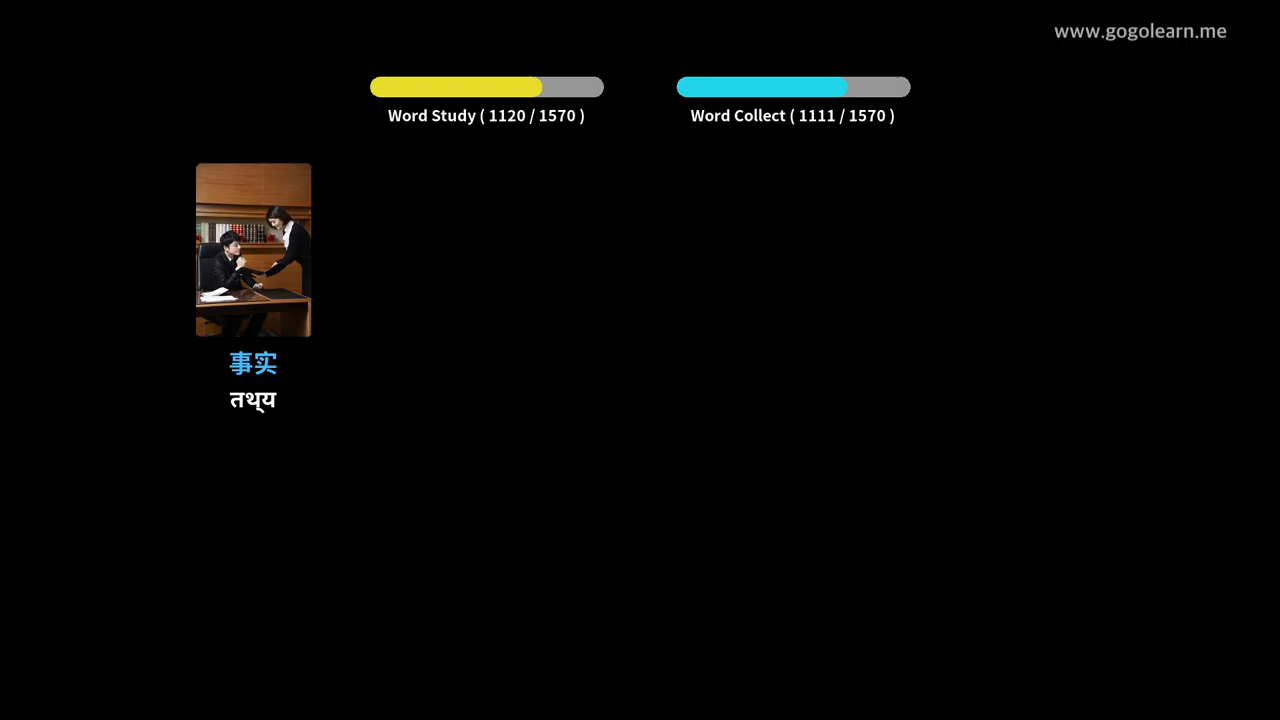 www.gogolearn.me
Word Study ( 1120 / 1570 )
Word Collect ( 1111 / 1570 )
事实
तथ्य